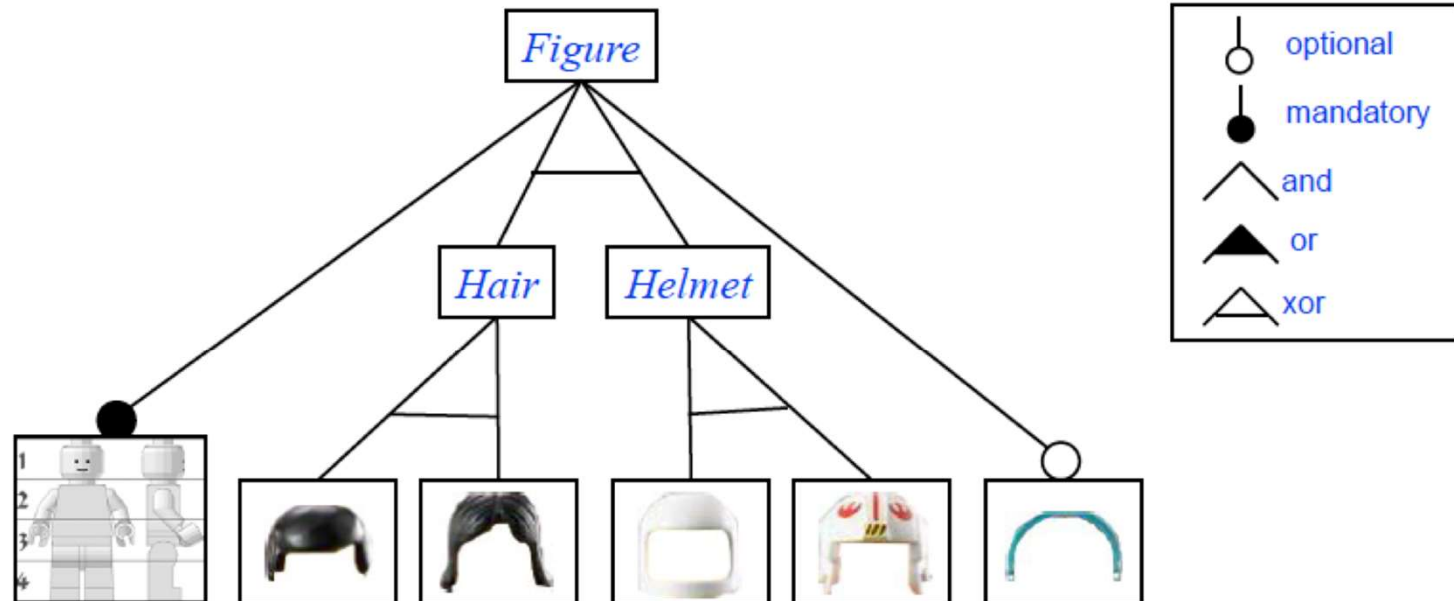 Figure
optional
mandatory
and
or
xor
Hair
Helmet
1
2
3
4